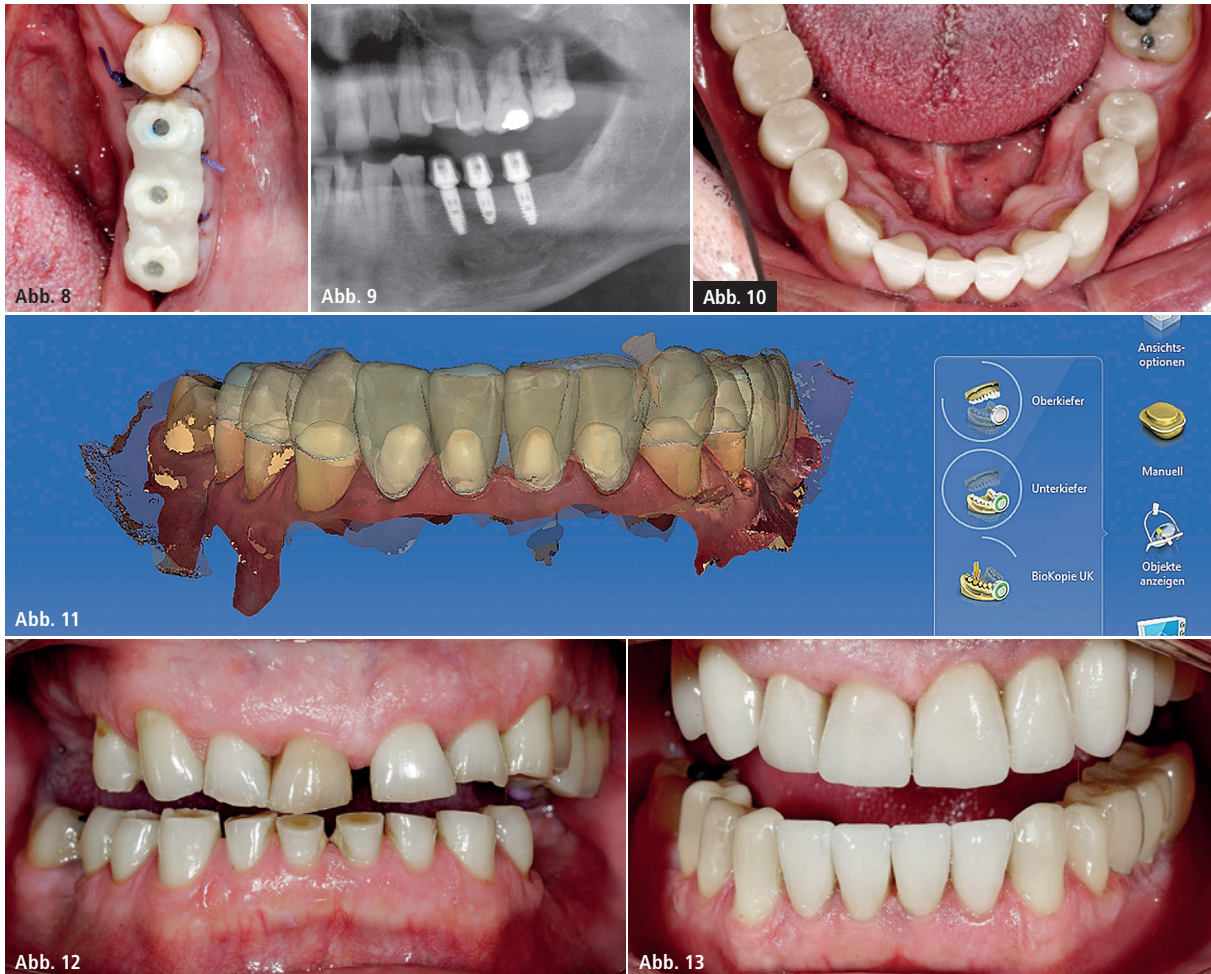 Abb. 8
Abb. 9
Abb. 10
Ansichts-
optionen
Oberkiefer
Manuell
Unterkiefer
Objekte
anzeigen
BioKopie UK
Abb. 11
Abb. 12
Abb. 13